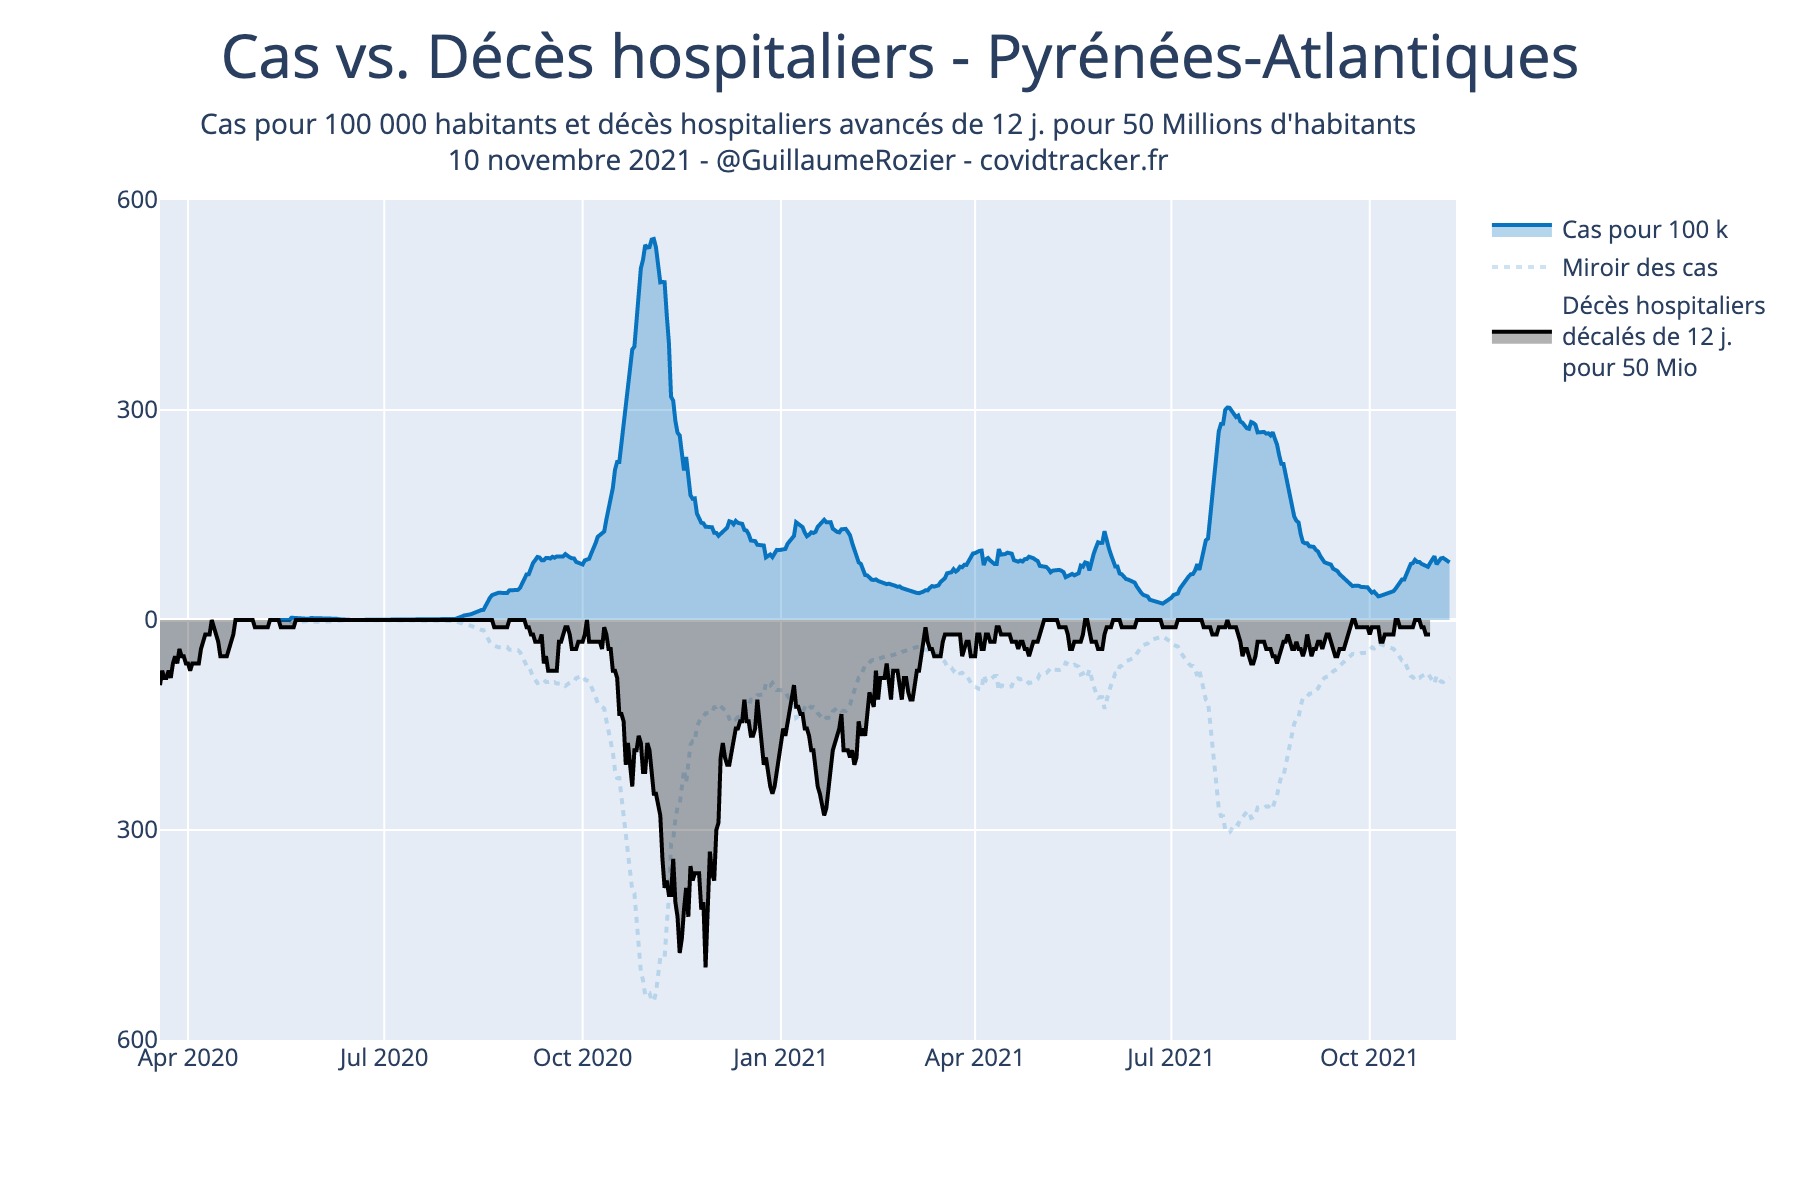 Cas vs. Décès hospitaliers - Pyrénées-Atlantiques
Cas pour 100 000 habitants et décès hospitaliers avancés de 12 j. pour 50 Millions d'habitants
10 novembre 2021 - @GuillaumeRozier - covidtracker.fr
600
300
0
300
600
Apr 2020
Jul 2020
Oct 2020
Jan 2021
Apr 2021
Jul 2021
Oct 2021
Cas pour 100 k
Miroir des cas
Décès hospitaliers
décalés de 12 j.
pour 50 Mio